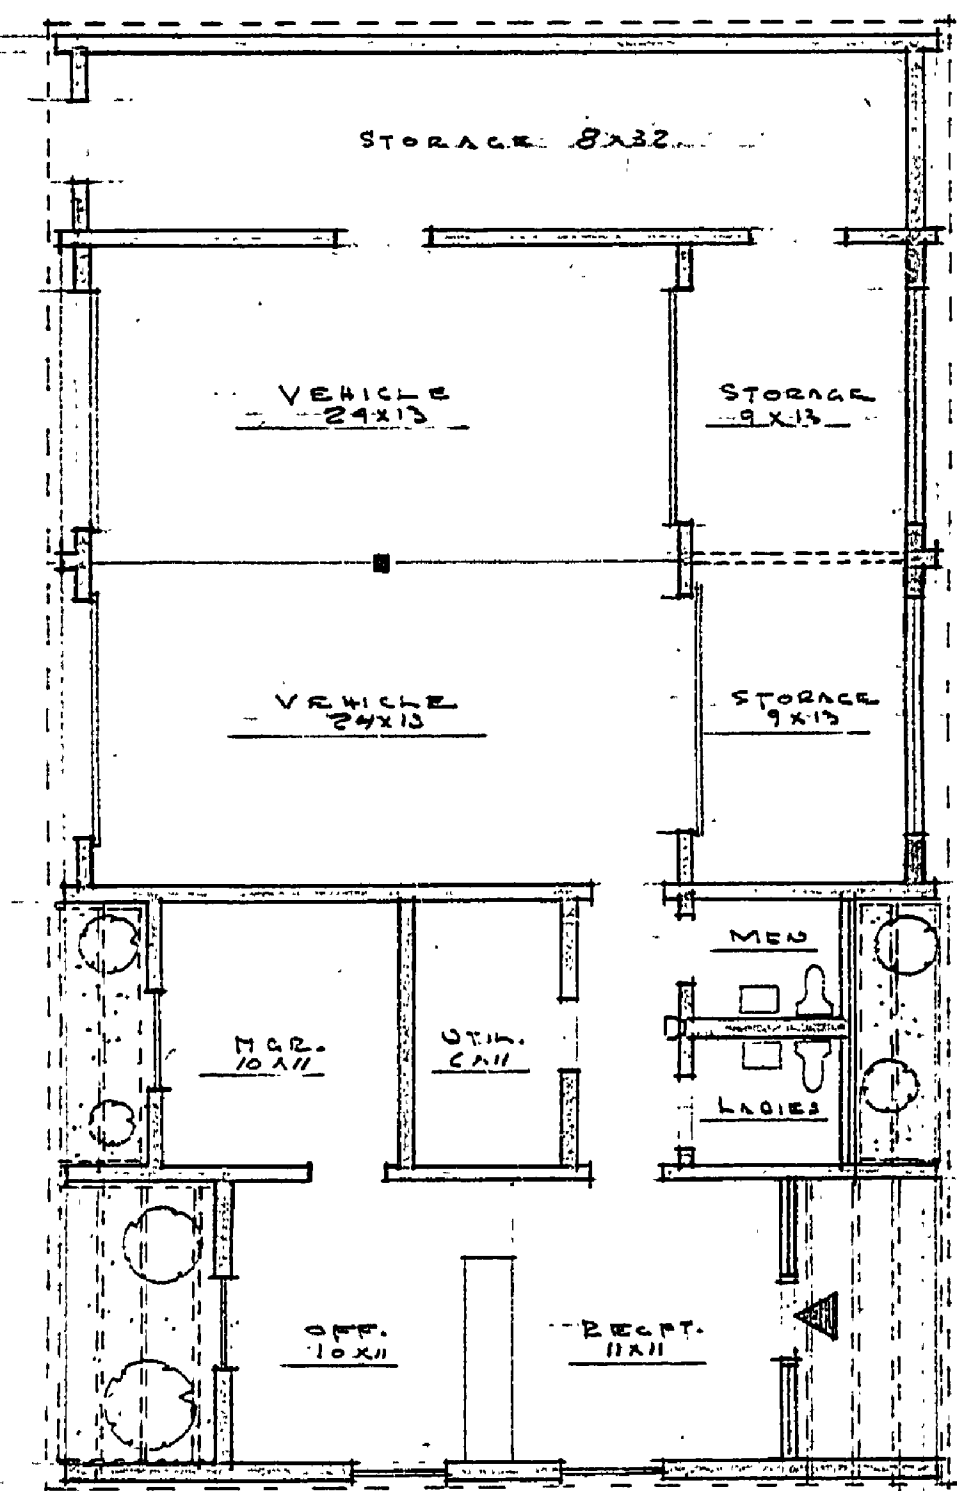 STORAGE 8X32
VEHICLE
24X13
STORAGE
9X13
VEHICLE
24X13
STORAGE
9X13
MEN
MGR.
10X11
UTIL.
6X11
LADIES
OFF.
10X11
RECPT.
11X11